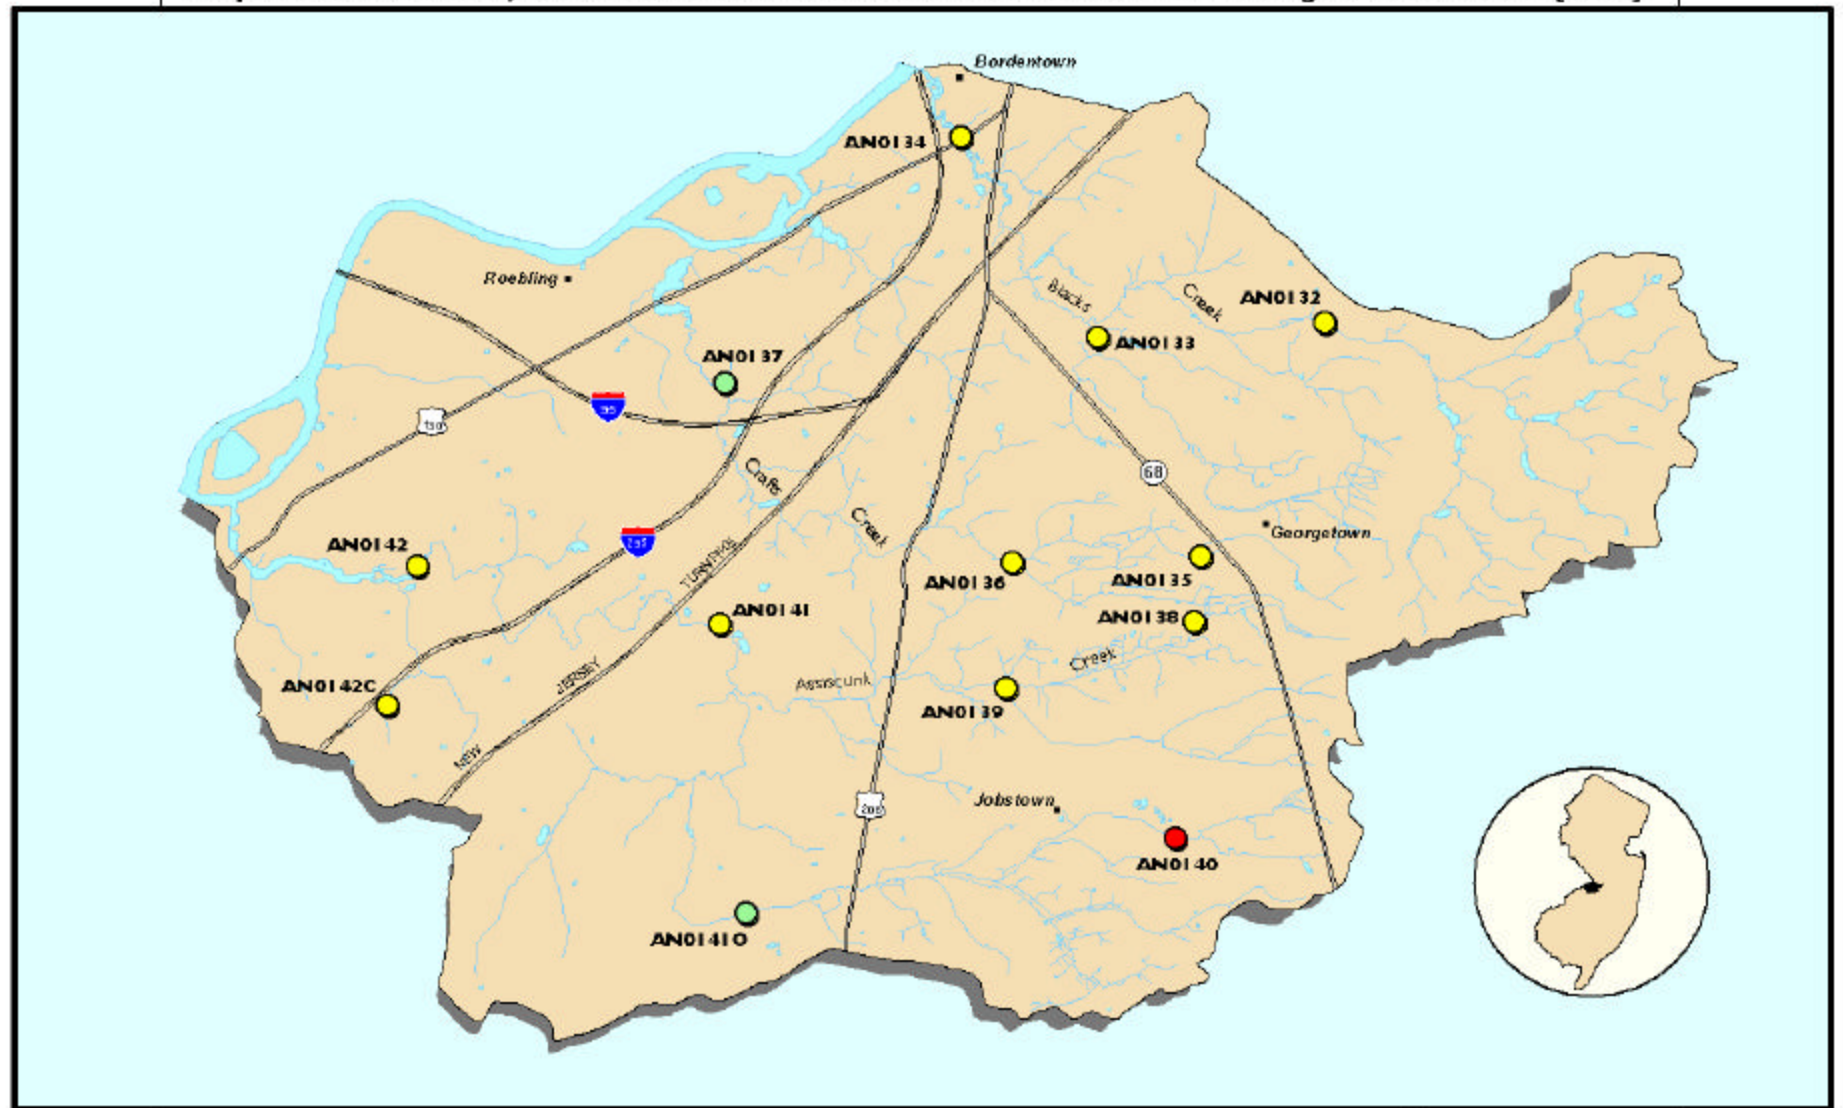 Bordentown
AN0134
Roebling
Blacks
Creek
AN0132
AN0133
AN0137
95
130
68
Crafts
Creek
Georgetown
295
AN0142
TURNPIKE
AN0136
AN0135
AN0141
AN0138
JERSEY
Assiscunk
Creek
AN0142C
AN0139
NEW
Jobstown
206
AN0140
AN0141O